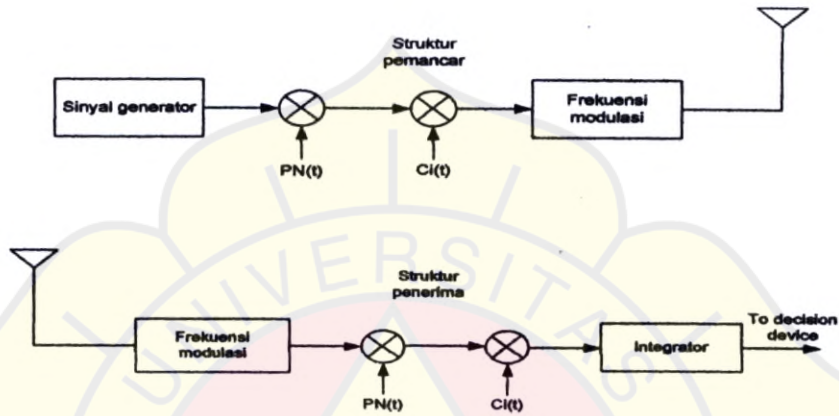 Struktur
pemancar
Sinyal generator
Frekuensi
modulasi
PN(t)
Ci(t)
UNIVERSITAS
Struktur
penerima
Frekuensi
modulasi
Integrator
To decision
device
PN(t)
Ci(t)